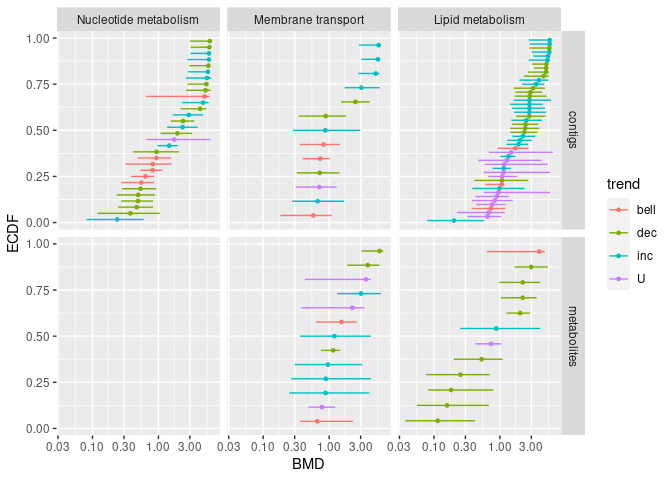 Nucleotide metabolism
Membrane transport
Lipid metabolism
1.00
0.75
0.50
0.25
0.00
contigs
1.00
0.75
0.50
0.25
0.00
metabolites
ECDF
0.03 0.10 0.30 1.00 3.00
0.03 0.10 0.30 1.00 3.00
0.03 0.10 0.30 1.00 3.00
BMD
trend
bell
dec
inc
U